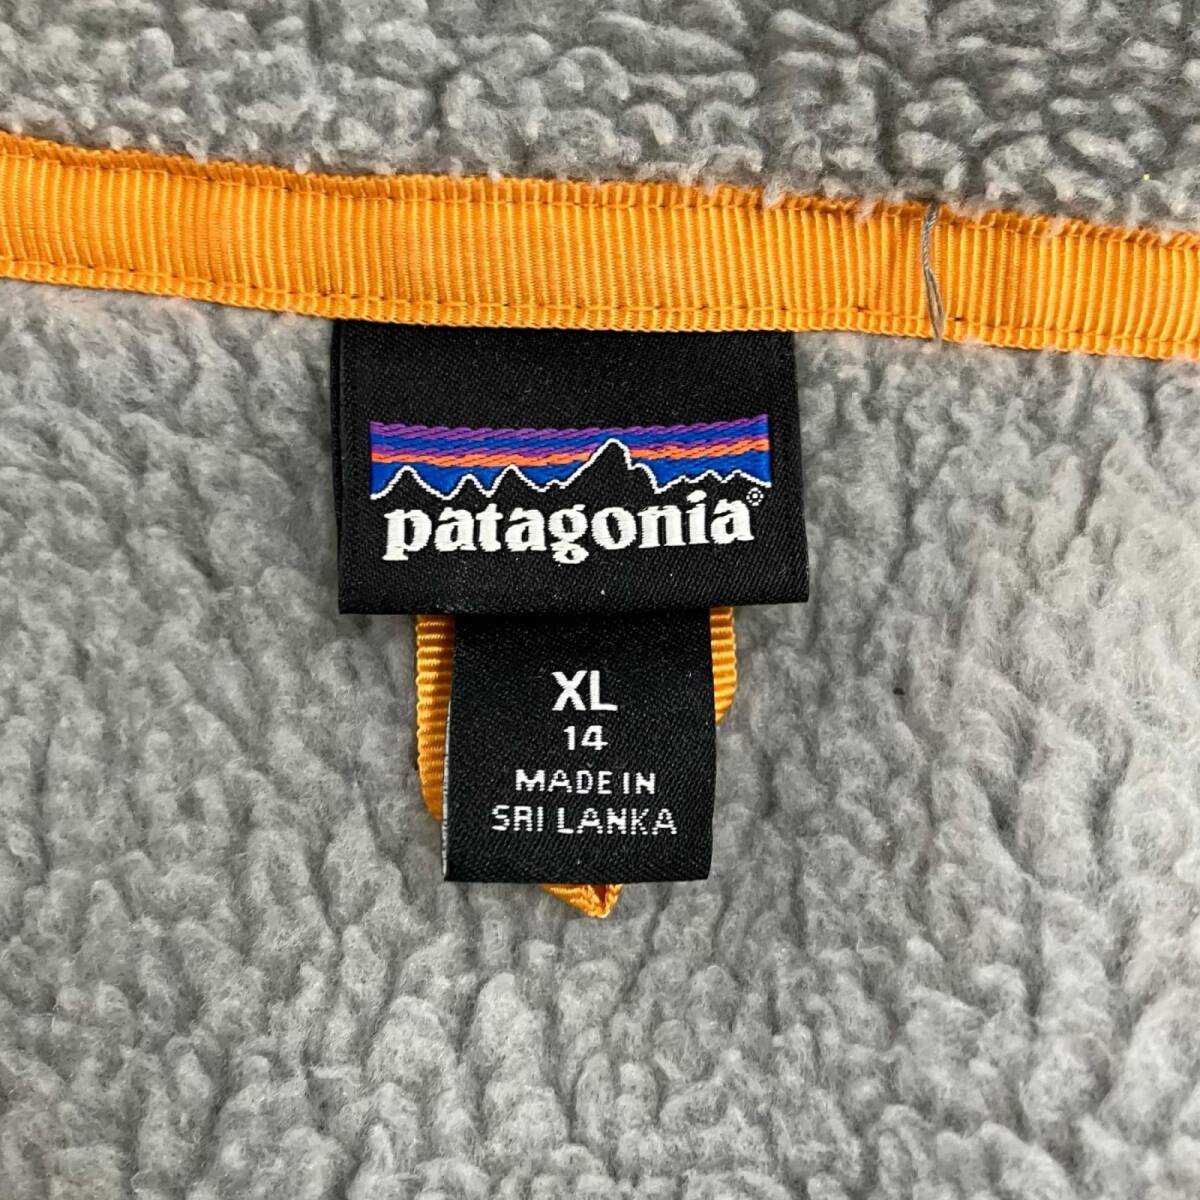 patagonia®
XL
14
MADE IN
SRI LANKA